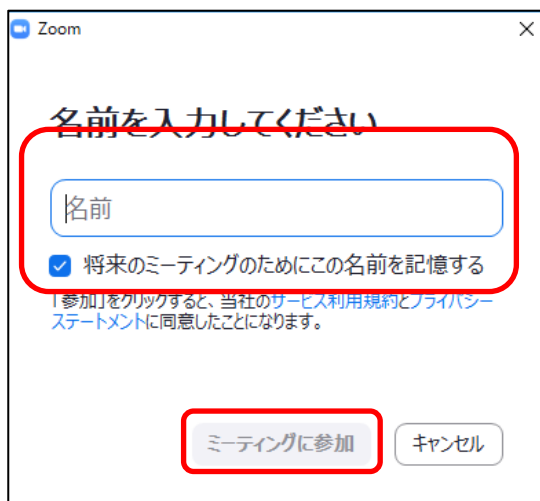 Zoom
名前を入力してください
名前
将来のミーティングのためにこの名前を記憶する
「参加」をクリックすると、当社のサービス利用規約とプライバシー
ステートメントに同意したことになります。
ミーティングに参加
キャンセル